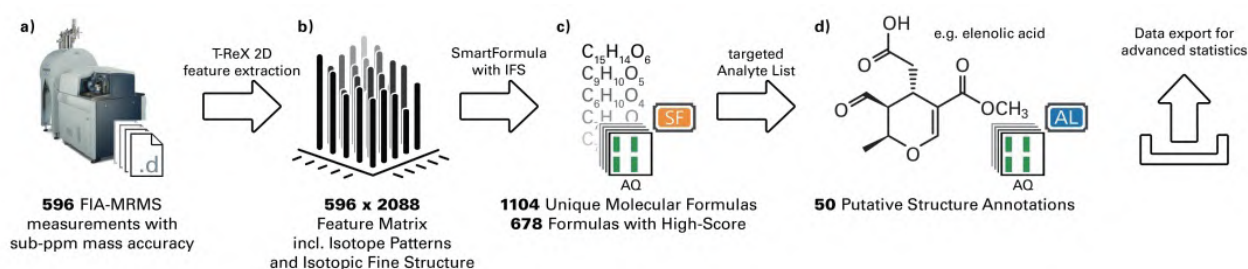 a)
T-ReX 2D
feature extraction
b)
SmartFormula
with IFS
c)
C₁₅H₁₄O₆
C₉H₁₀O₅
C₆H₁₀O₄
targeted
Analyte List
d)
e.g. elenolic acid
Data export for
advanced statistics
.d
SF
AQ
OH
O
O
O
O
OCH₃
AL
AQ
596 FIA-MRMS
measurements with
sub-ppm mass accuracy
596 x 2088
Feature Matrix
incl. Isotope Patterns
and Isotopic Fine Structure
1104 Unique Molecular Formulas
678 Formulas with High-Score
50 Putative Structure Annotations